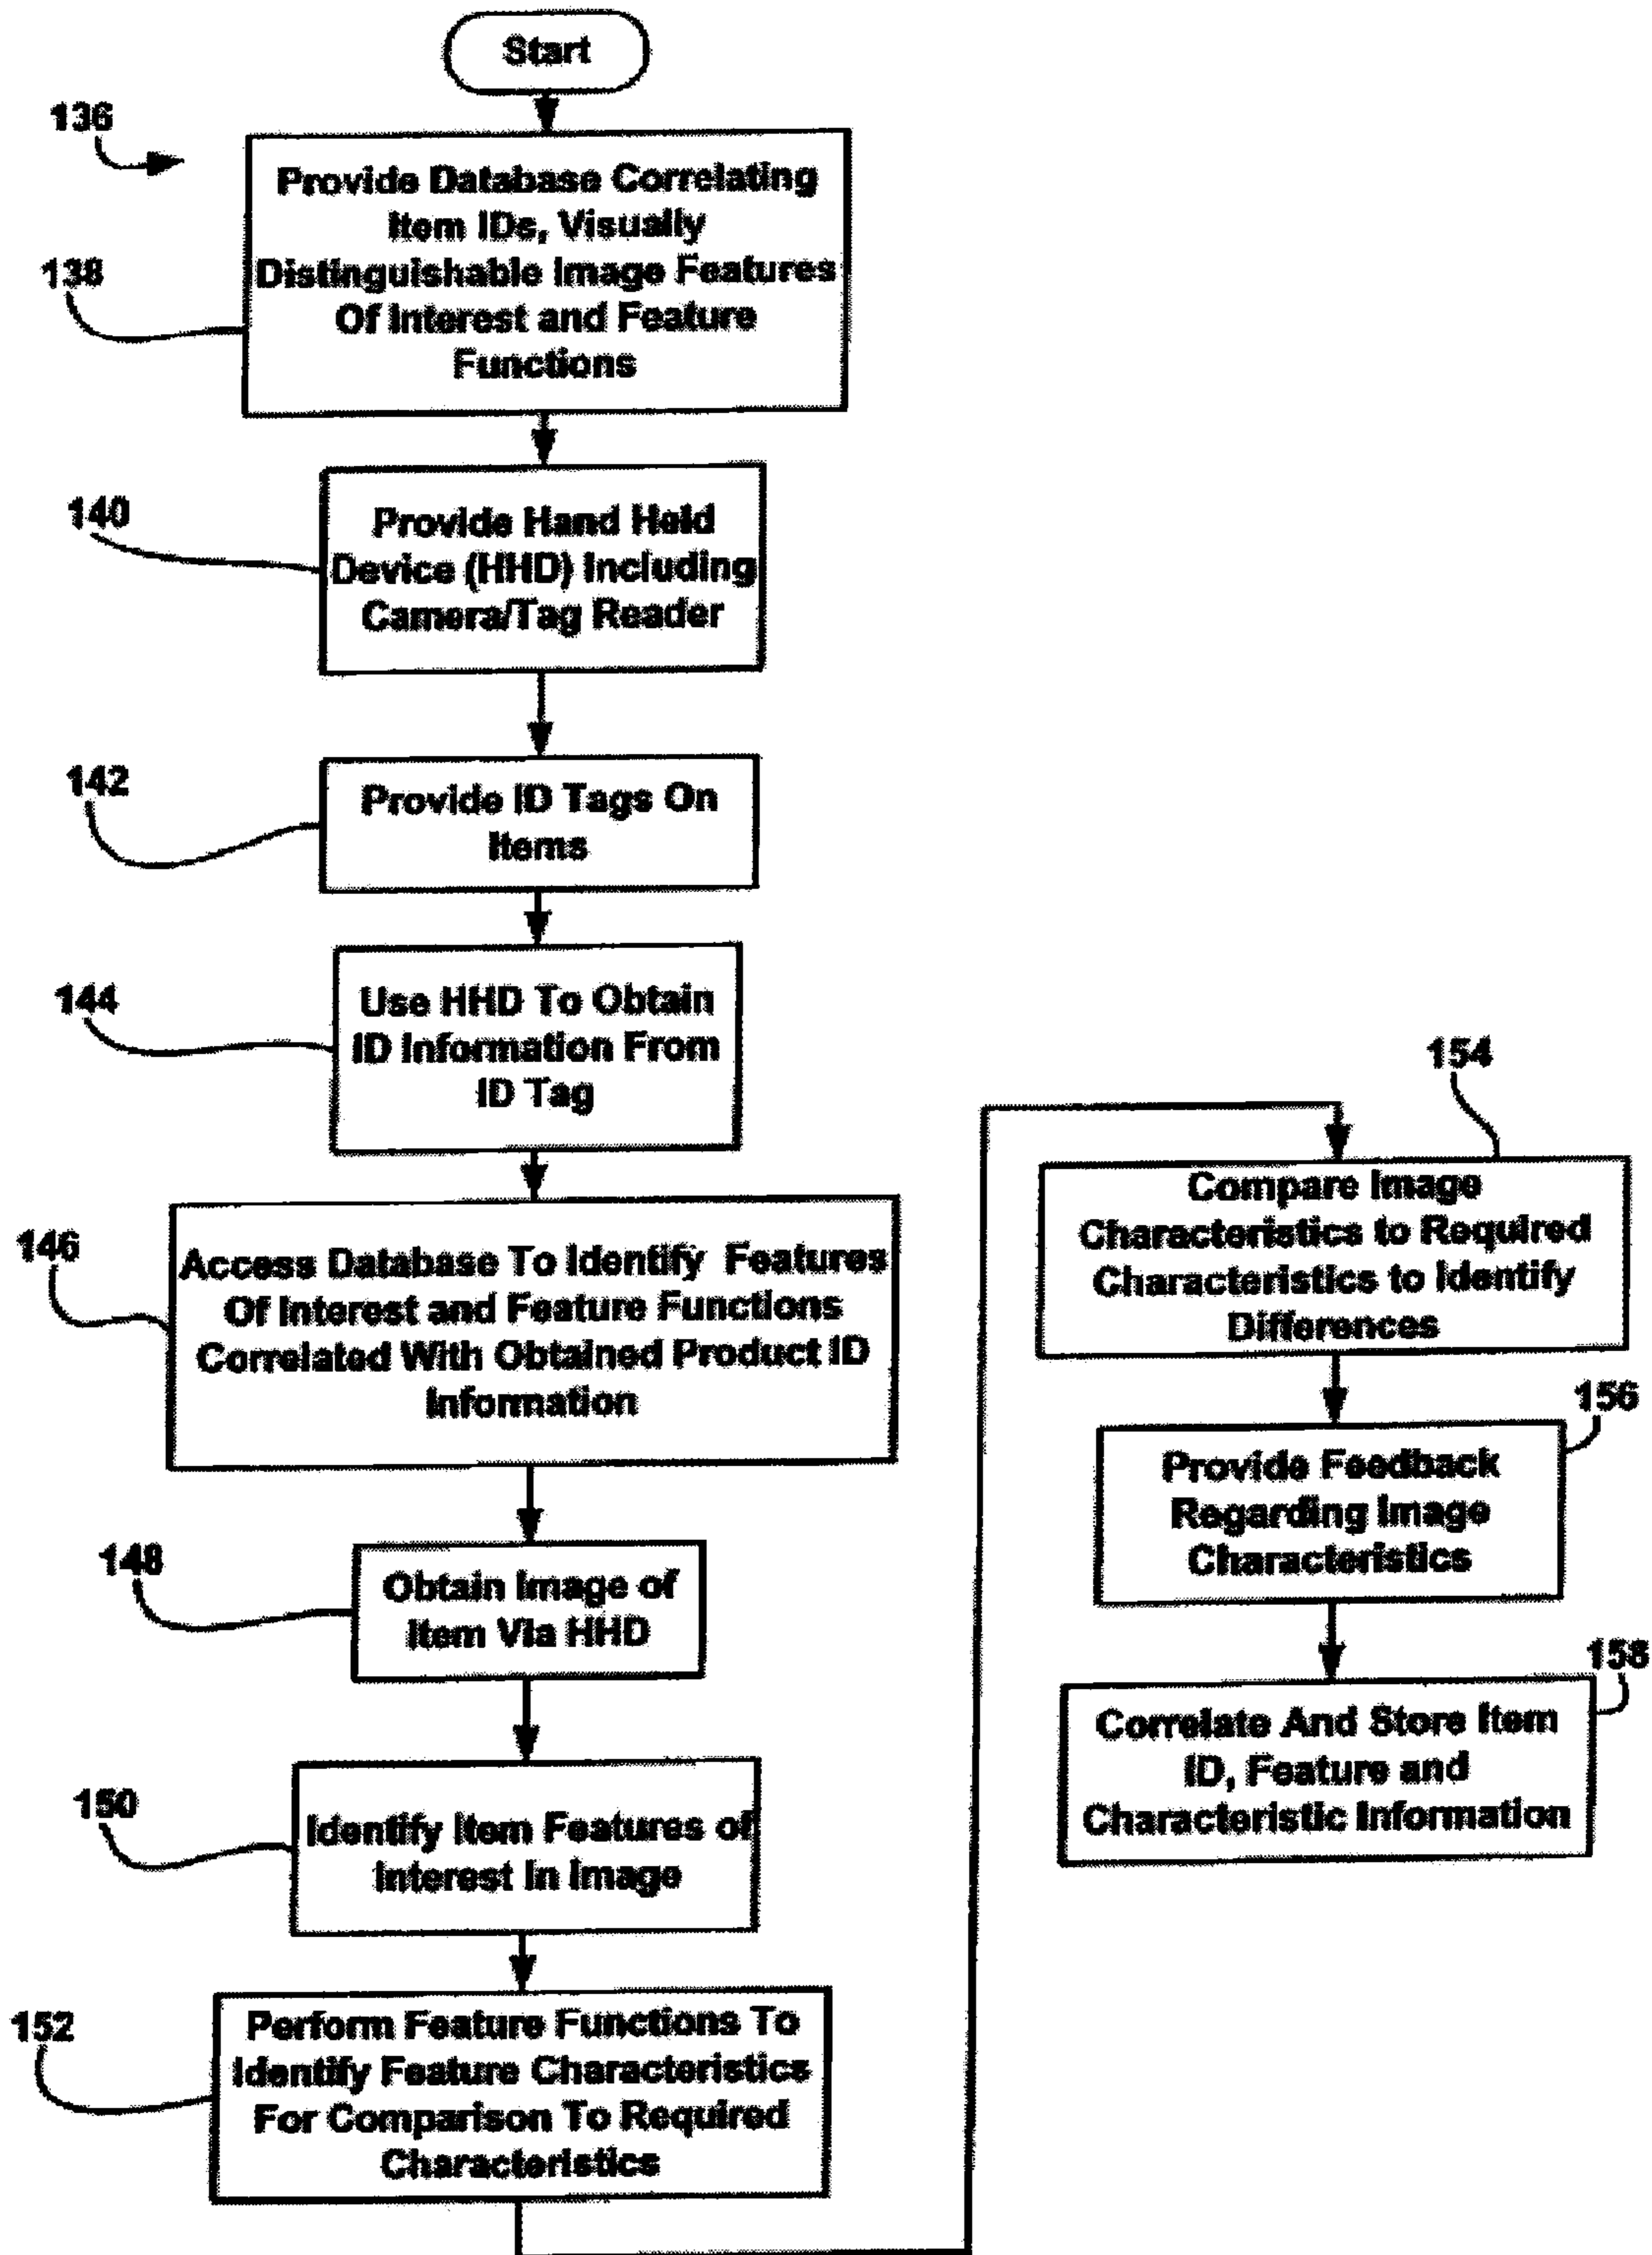 Start
136
Provide Database Correlating
Item IDs, Visually
Distinguishable Image Features
Of Interest and Feature
Functions
138
140
Provide Hand Held
Device (HHD) Including
Camera/Tag Reader
142
Provide ID Tags On
Items
144
Use HHD To Obtain
ID Information From
ID Tag
146
Access Database To Identify Features
Of Interest and Feature Functions
Correlated With Obtained Product ID
Information
148
Obtain Image of
Item Via HHD
150
Identify Item Features of
Interest In Image
152
Perform Feature Functions To
Identify Feature Characteristics
For Comparison To Required
Characteristics
154
Compare Image
Characteristics to Required
Characteristics to Identify
Differences
156
Provide Feedback
Regarding Image
Characteristics
158
Correlate And Store Item
ID, Feature and
Characteristic Information